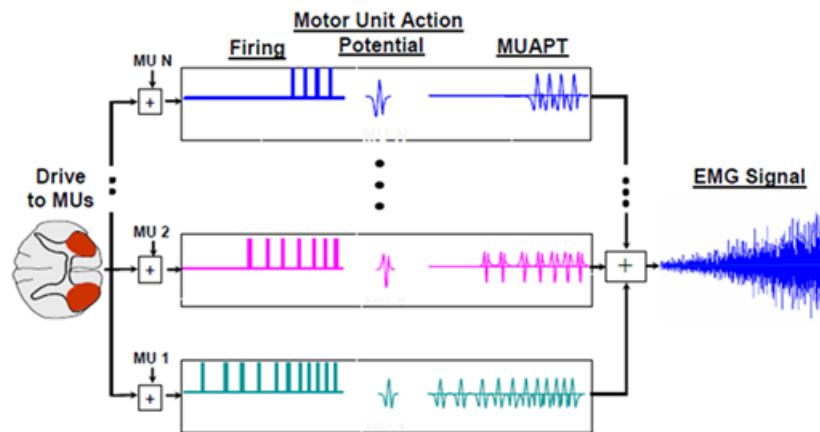 Motor Unit Action
Firing
Potential
MUAPT
MU N
+
Drive
to MUs
EMG Signal
MU 2
+
+
MU 1
+